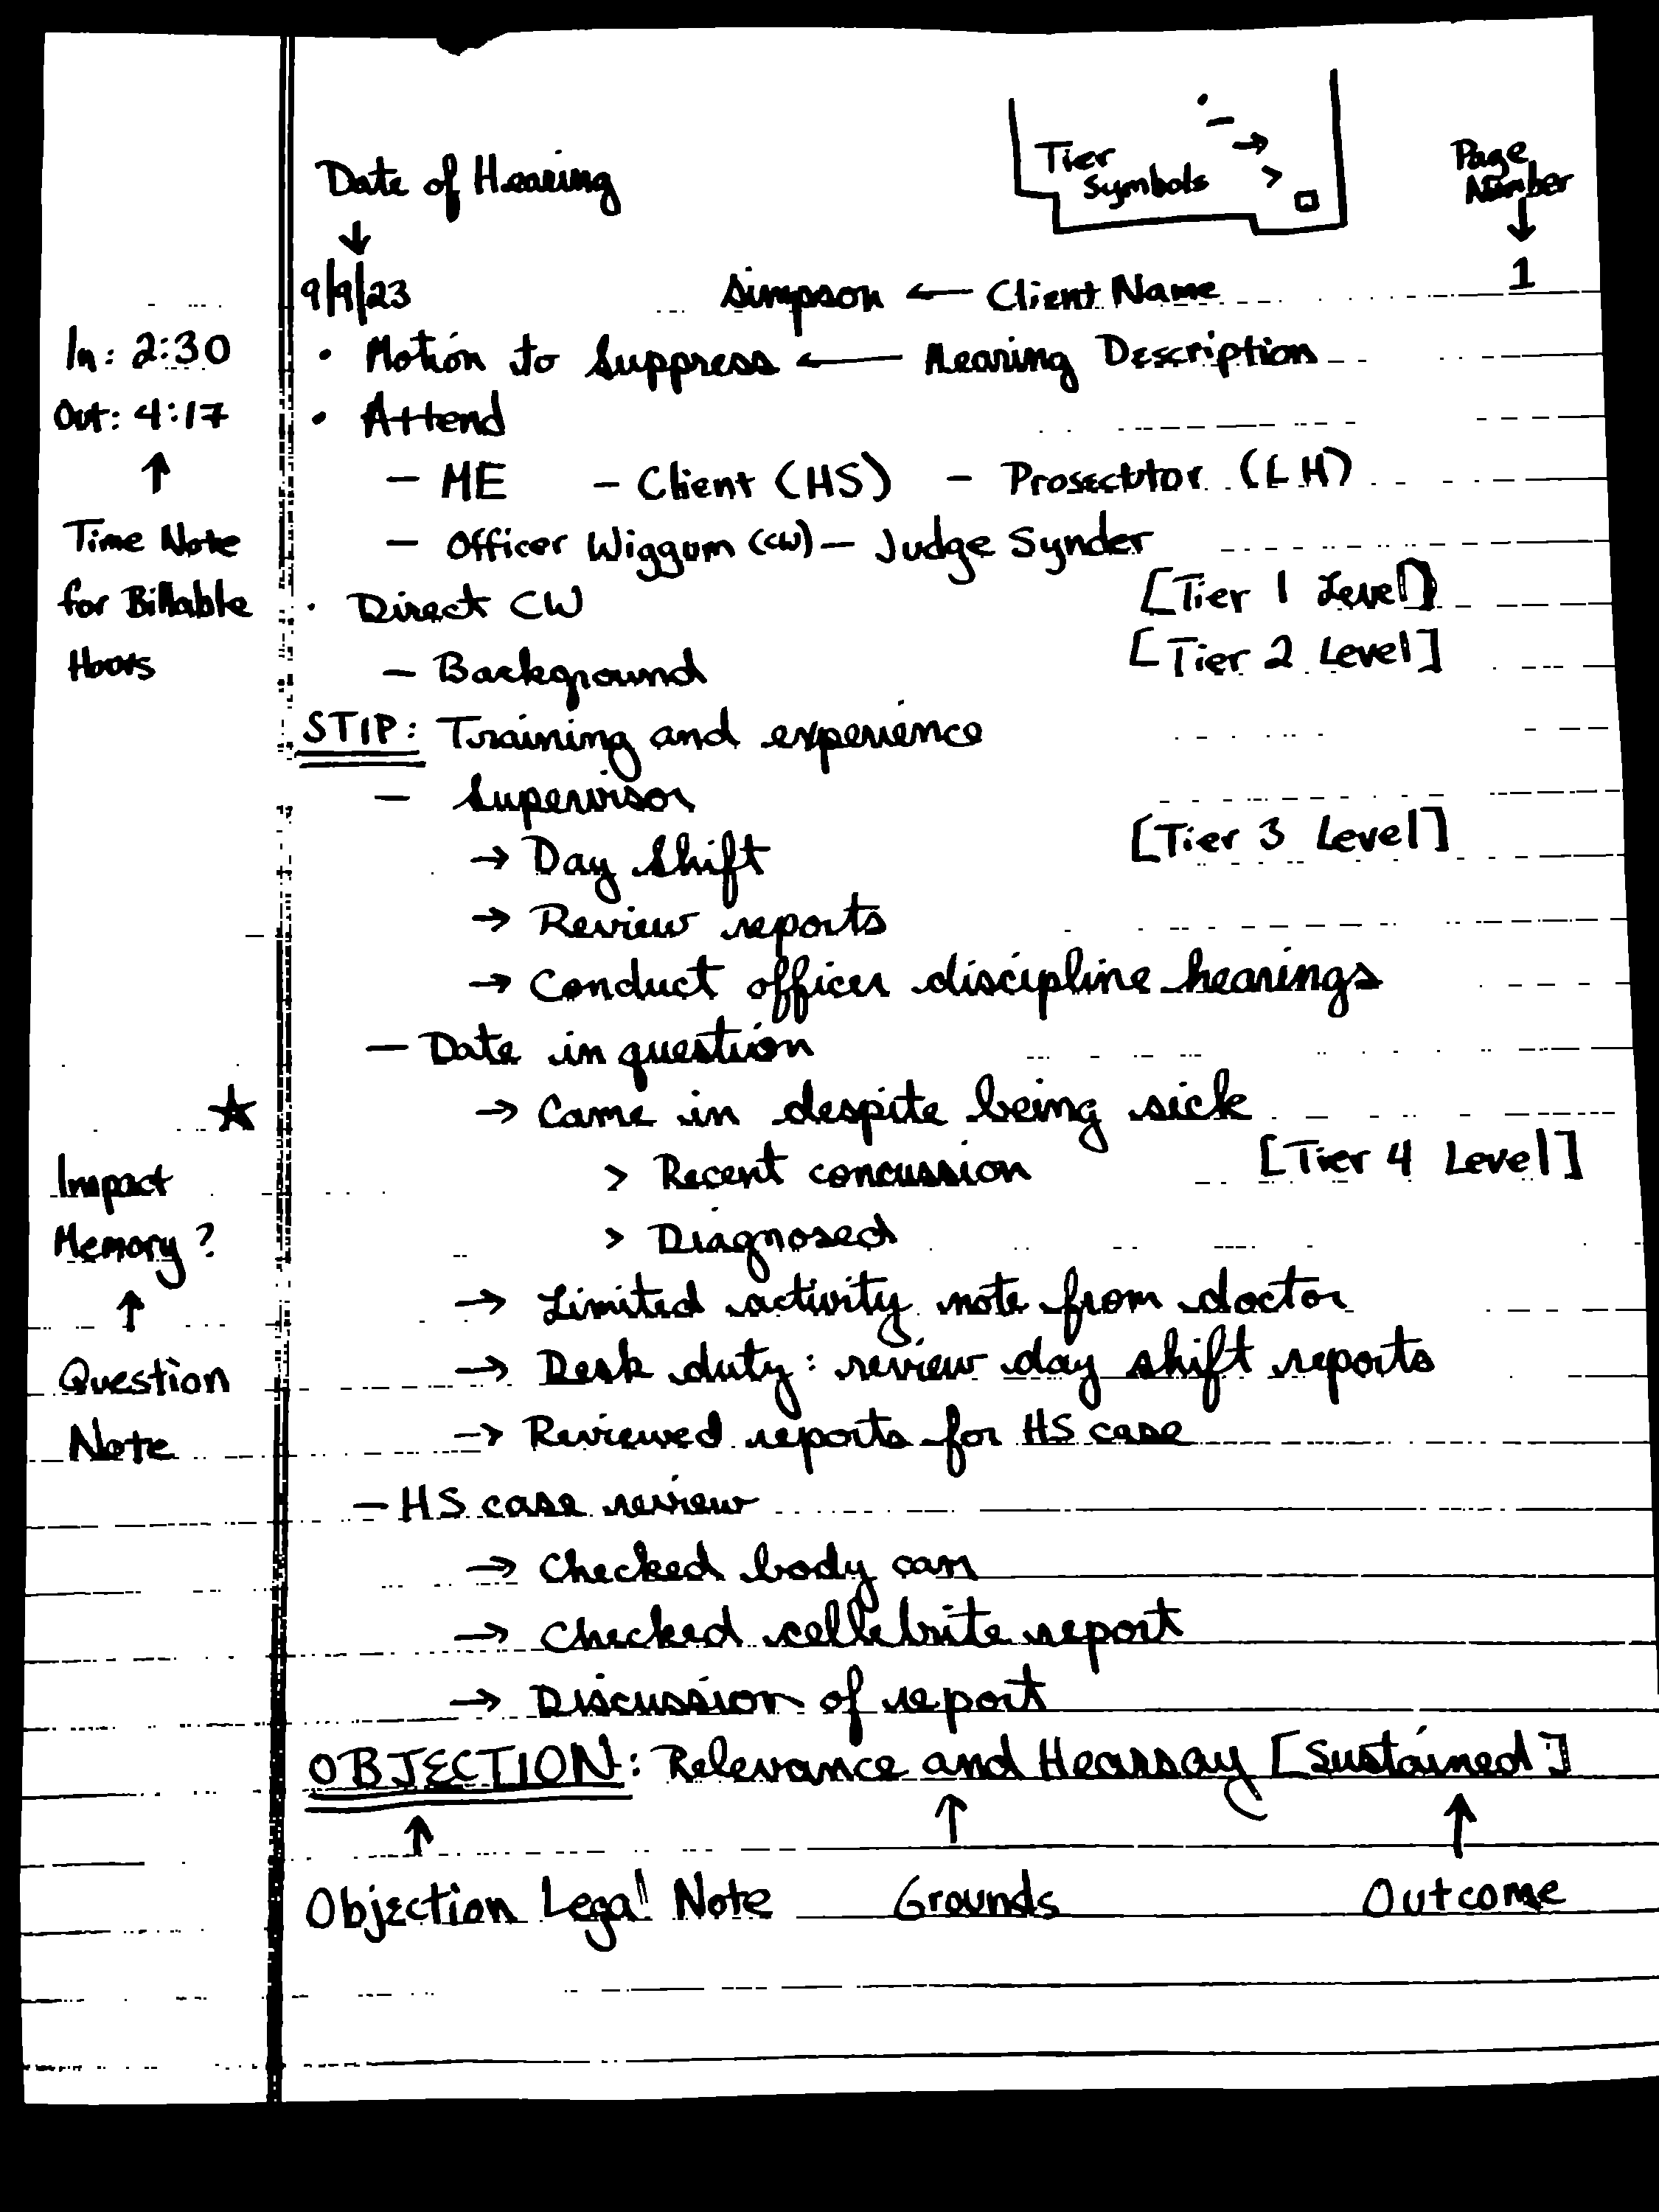 Date of Hearing
Tier
Symbols
• – → > □
Page
Number
↓
↓
9/9/23 Simpson ← Client Name 1
In: 2:30 • Motion to Suppress ← Hearing Description
Out: 4:17 • Attend
↑ – ME – Client (HS) – Prosecutor (LH)
Time Note – Officer Wiggum (CW) – Judge Synder
for Billable • Direct CW [Tier 1 Level]
Hours – Background [Tier 2 Level]
STIP: Training and experience
– Supervisor
→ Day Shift [Tier 3 Level]
→ Review reports
→ Conduct officer discipline hearings
– Date in question
★ → Came in despite being sick
Impact > Recent concussion [Tier 4 Level]
Memory? > Diagnosed
↑ → Limited activity note from doctor
Question → Desk duty: review day shift reports
Note → Reviewed reports for HS case
– HS case review
→ Checked body cam
→ Checked cellebrite report
→ Discussion of report
OBJECTION: Relevance and Hearsay [Sustained]
↑ ↑ ↑
Objection Legal Note Grounds Outcome